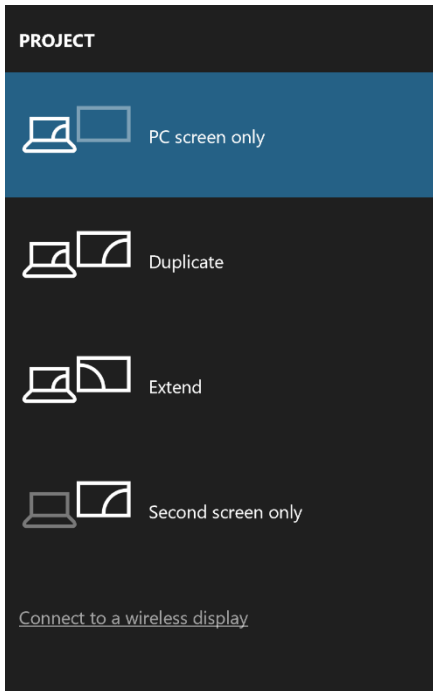 PROJECT
PC screen only
Duplicate
Extend
Second screen only
Connect to a wireless display